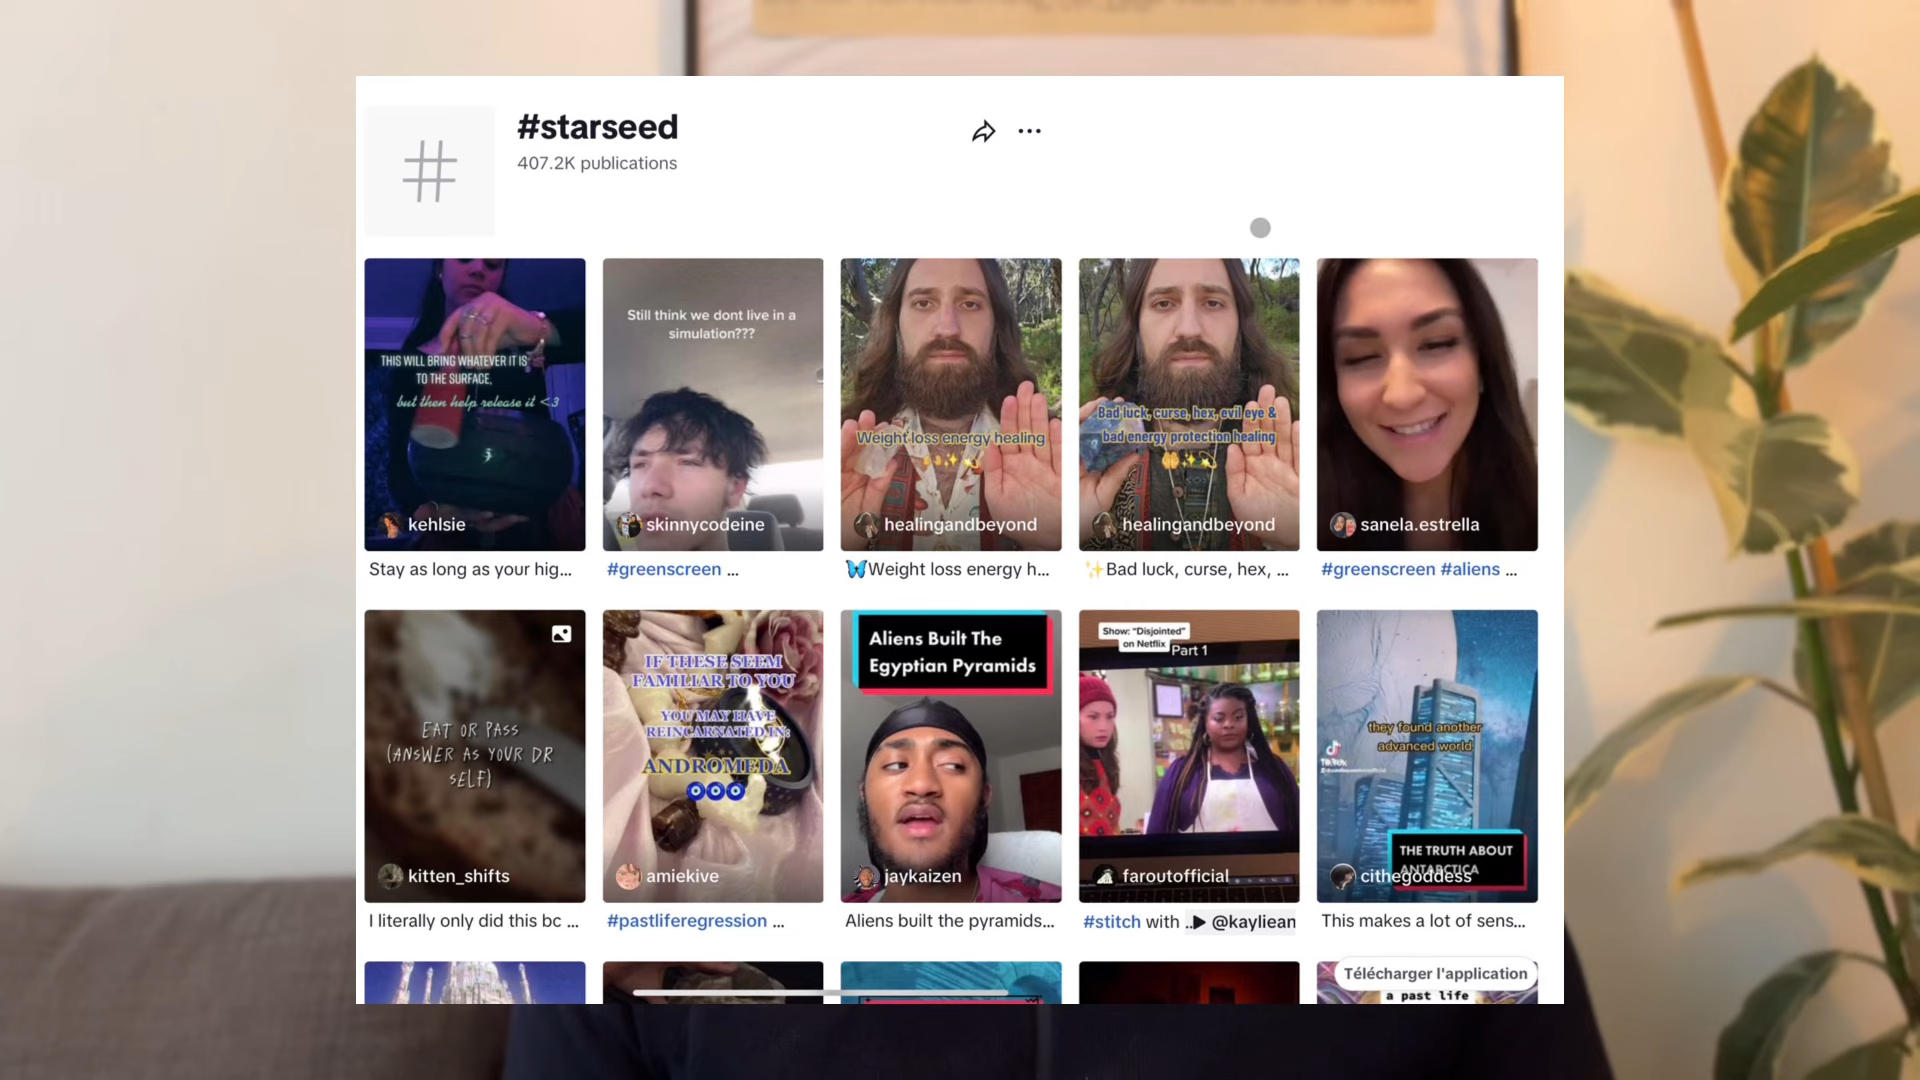 #starseed
407.2K publications
THIS WILL BRING WHATEVER IT IS
TO THE SURFACE,
but then help release it <3
kehlsie
Stay as long as your hig...
Still think we dont live in a
simulation???
skinnycodeine
#greenscreen ...
Weight loss energy healing
healingandbeyond
🦋Weight loss energy h...
Bad luck, curse, hex, evil eye &
bad energy protection healing
healingandbeyond
✨Bad luck, curse, hex, ...
sanela.estrella
#greenscreen #aliens ...
EAT OR PASS
(ANSWER AS YOUR DR
SELF)
kitten_shifts
I literally only did this bc ...
IF THESE SEEM
FAMILIAR TO YOU
YOU MAY HAVE
REINCARNATED IN:
ANDROMEDA
amiekive
#pastliferegression ...
Aliens Built The
Egyptian Pyramids
jaykaizen
Aliens built the pyramids...
Show: "Disjointed"
on Netflix
Part 1
faroutofficial
#stitch with ..▶ @kayliean
they found another
advanced world
TikTok
THE TRUTH ABOUT
ANTARCTICA
cithegoddess
This makes a lot of sens...
Télécharger l'application
a past life